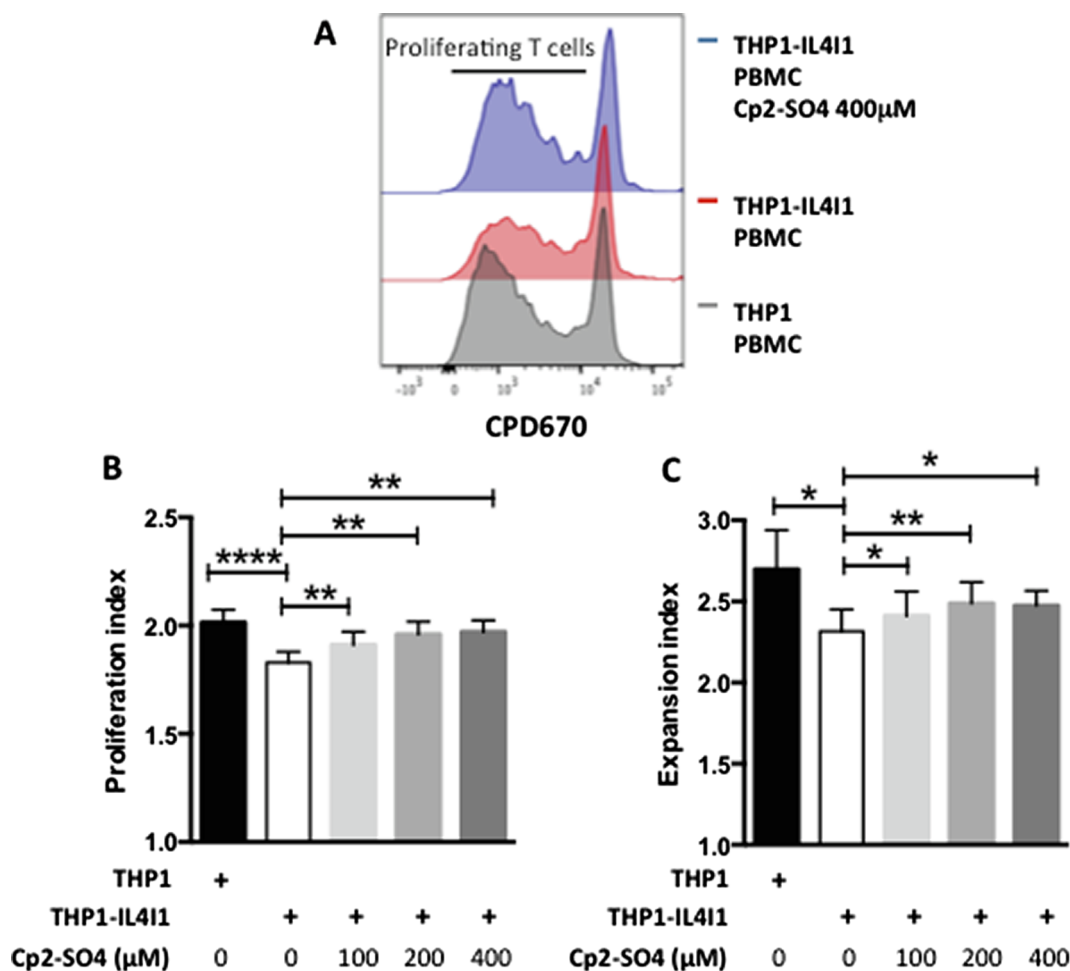 A
Proliferating T cells
THP1-IL4I1
PBMC
Cp2-SO4 400µM
THP1-IL4I1
PBMC
THP1
PBMC
-10³ 0 10³ 10⁴ 10⁵
CPD670
B
**
**
****
**
Proliferation index
2.5
2.0
1.5
1.0
THP1 +
THP1-IL4I1 + + + +
Cp2-SO4 (µM) 0 0 100 200 400
C
*
*
**
*
Expansion index
3.0
2.5
2.0
1.5
1.0
THP1 +
THP1-IL4I1 + + + +
Cp2-SO4 (µM) 0 0 100 200 400